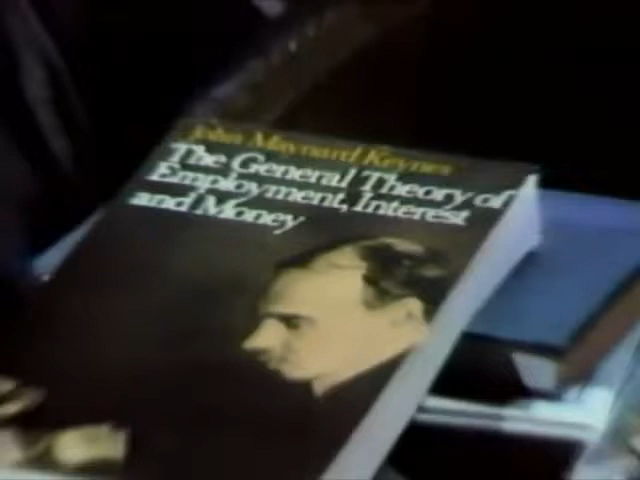 John Maynard Keynes
The General Theory of
Employment, Interest
and Money